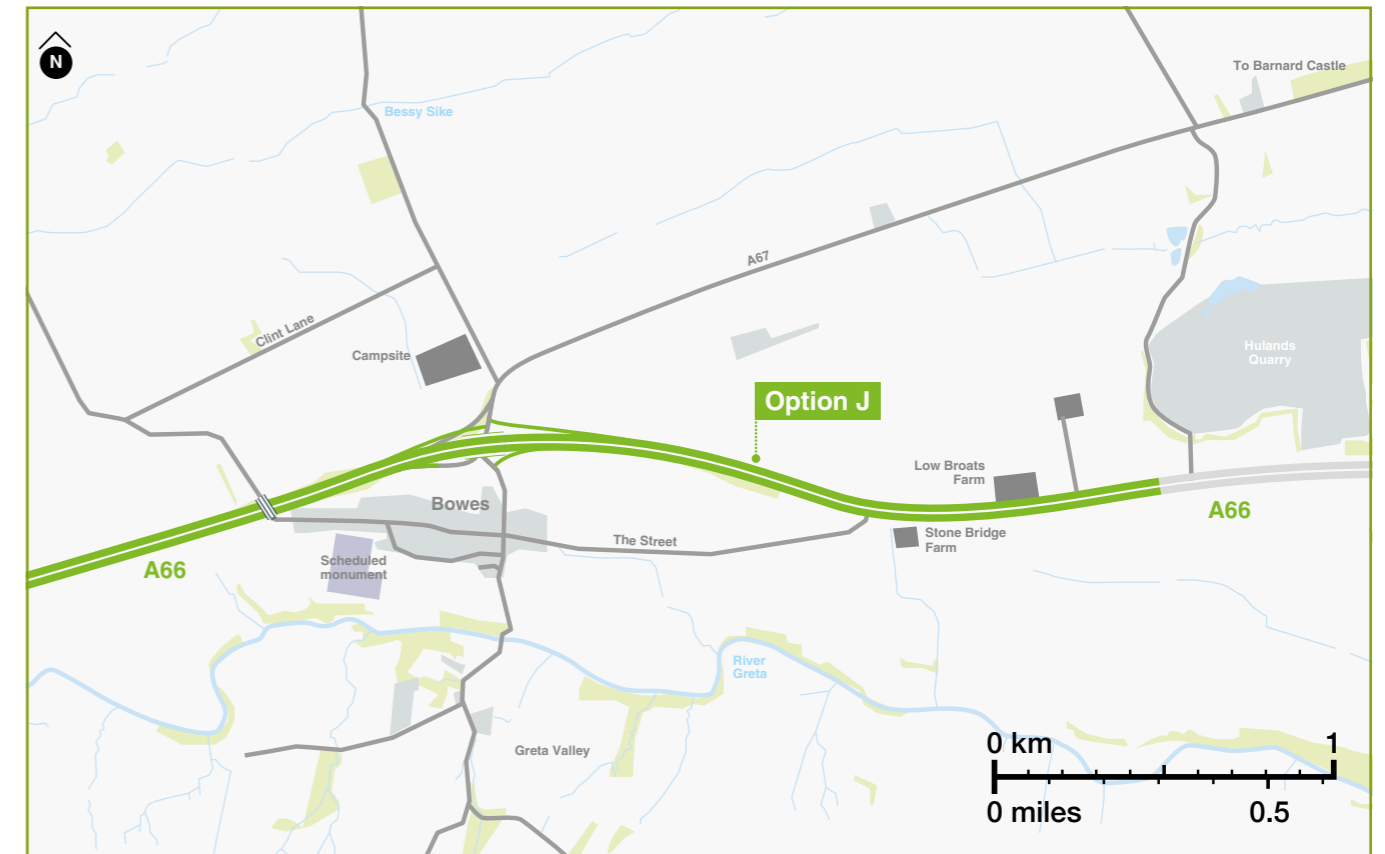 N
To Barnard Castle
Bessy Sike
A67
Clint Lane
Campsite
Hulands
Quarry
Option J
Low Broats
Farm
Bowes
A66
The Street
Stone Bridge
Farm
Scheduled
monument
A66
River
Greta
Greta Valley
0 km 1
0 miles 0.5